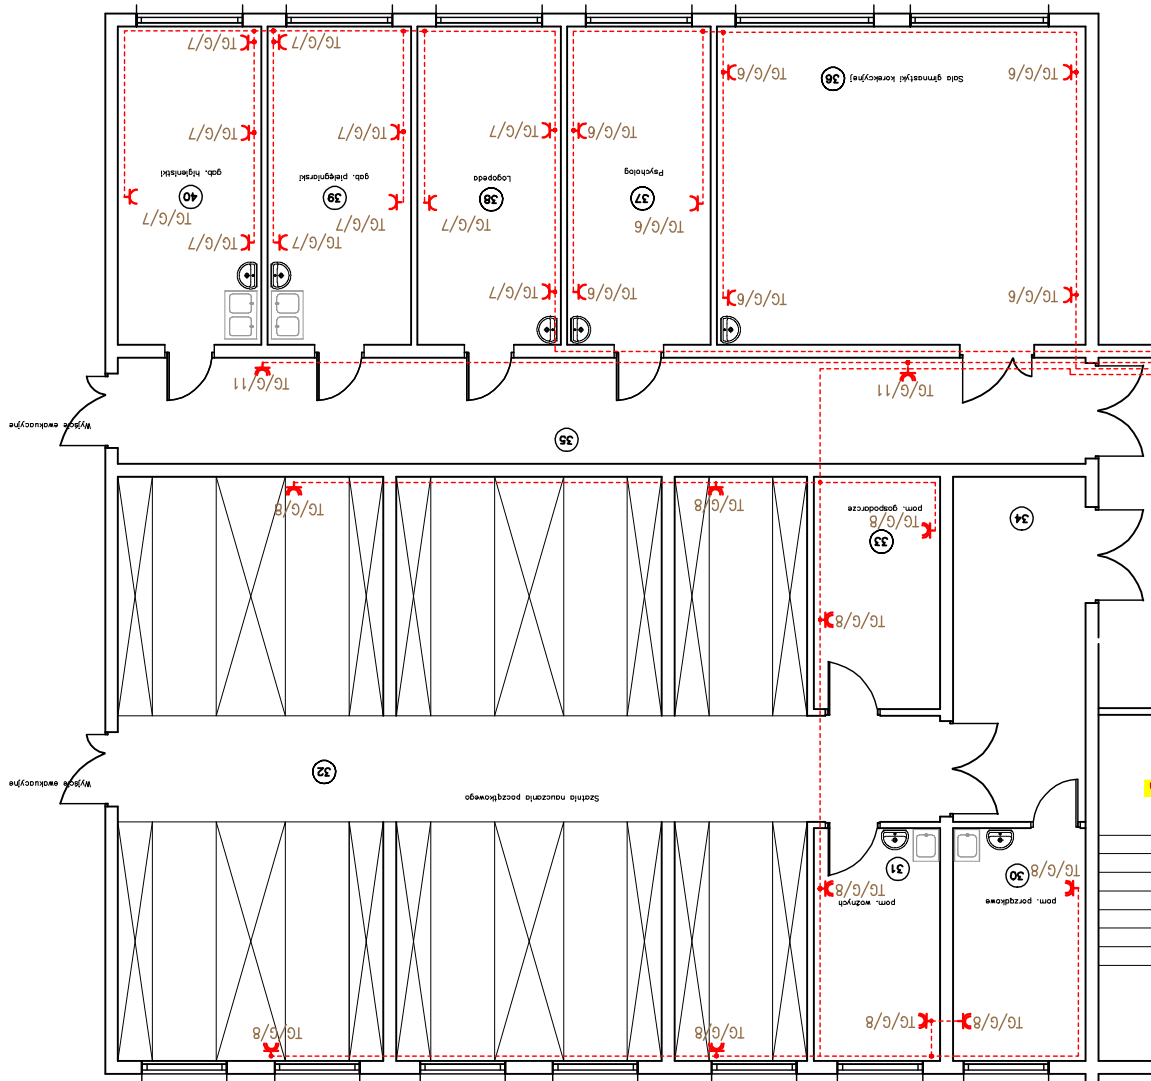 TG/G/8
TG/G/8
TG/G/8
TG/G/8
pom. porządkowe
30
TG/G/8
pom. woźnych
TG/G/8
31
Szatnia nauczania początkowego
32
Wyjście ewakuacyjne
TG/G/8
33
TG/G/8
pom. gospodarcze
34
TG/G/8
TG/G/8
35
Wyjście ewakuacyjne
TG/G/11
TG/G/11
TG/G/6
TG/G/6
TG/G/6
TG/G/6
Sala gimnastyki korekcyjnej
36
TG/G/6
TG/G/6
37
Psycholog
TG/G/6
TG/G/7
TG/G/7
38
Logopeda
TG/G/7
TG/G/7
TG/G/7
39
gab. pielęgniarski
TG/G/7
TG/G/7
TG/G/7
TG/G/7
40
gab. higienistki
TG/G/7
TG/G/7